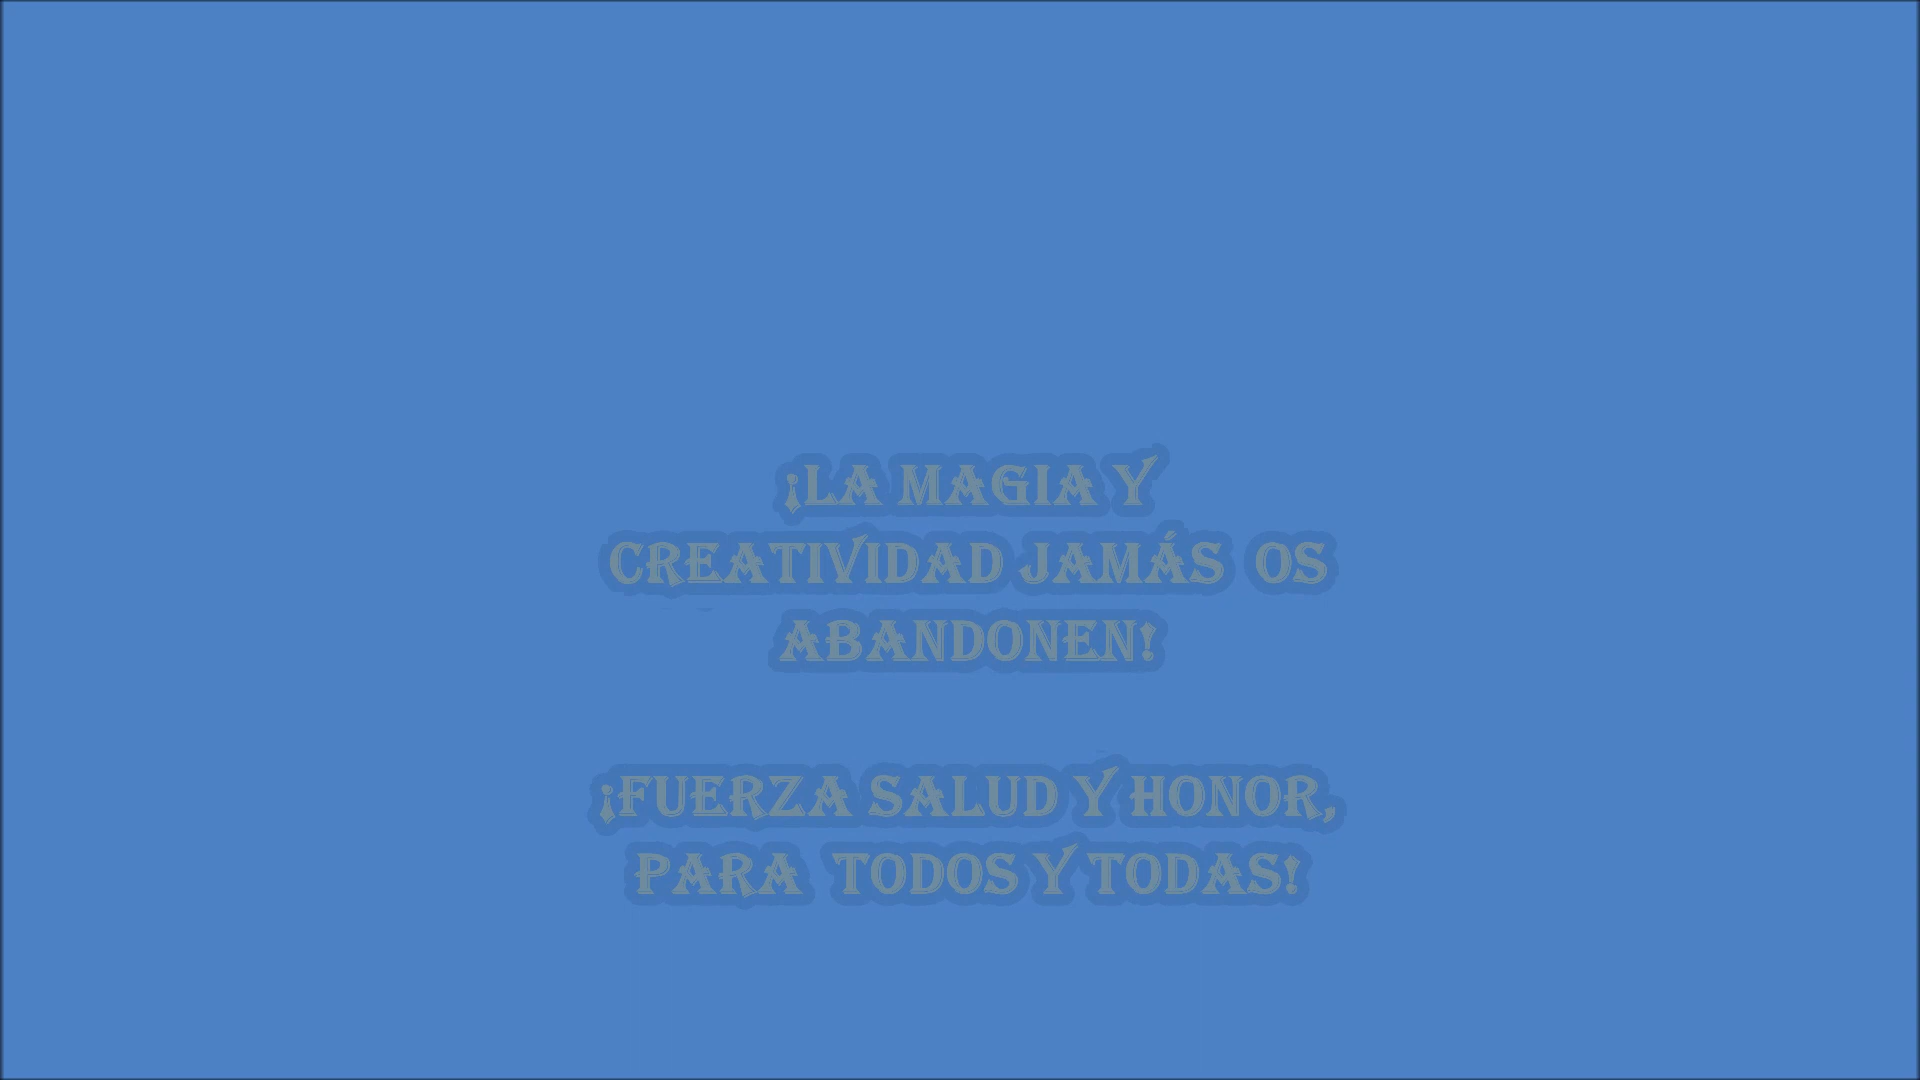 ¡LA MAGIA Y
CREATIVIDAD JAMÁS OS
ABANDONEN!
¡FUERZA SALUD Y HONOR,
PARA TODOS Y TODAS!